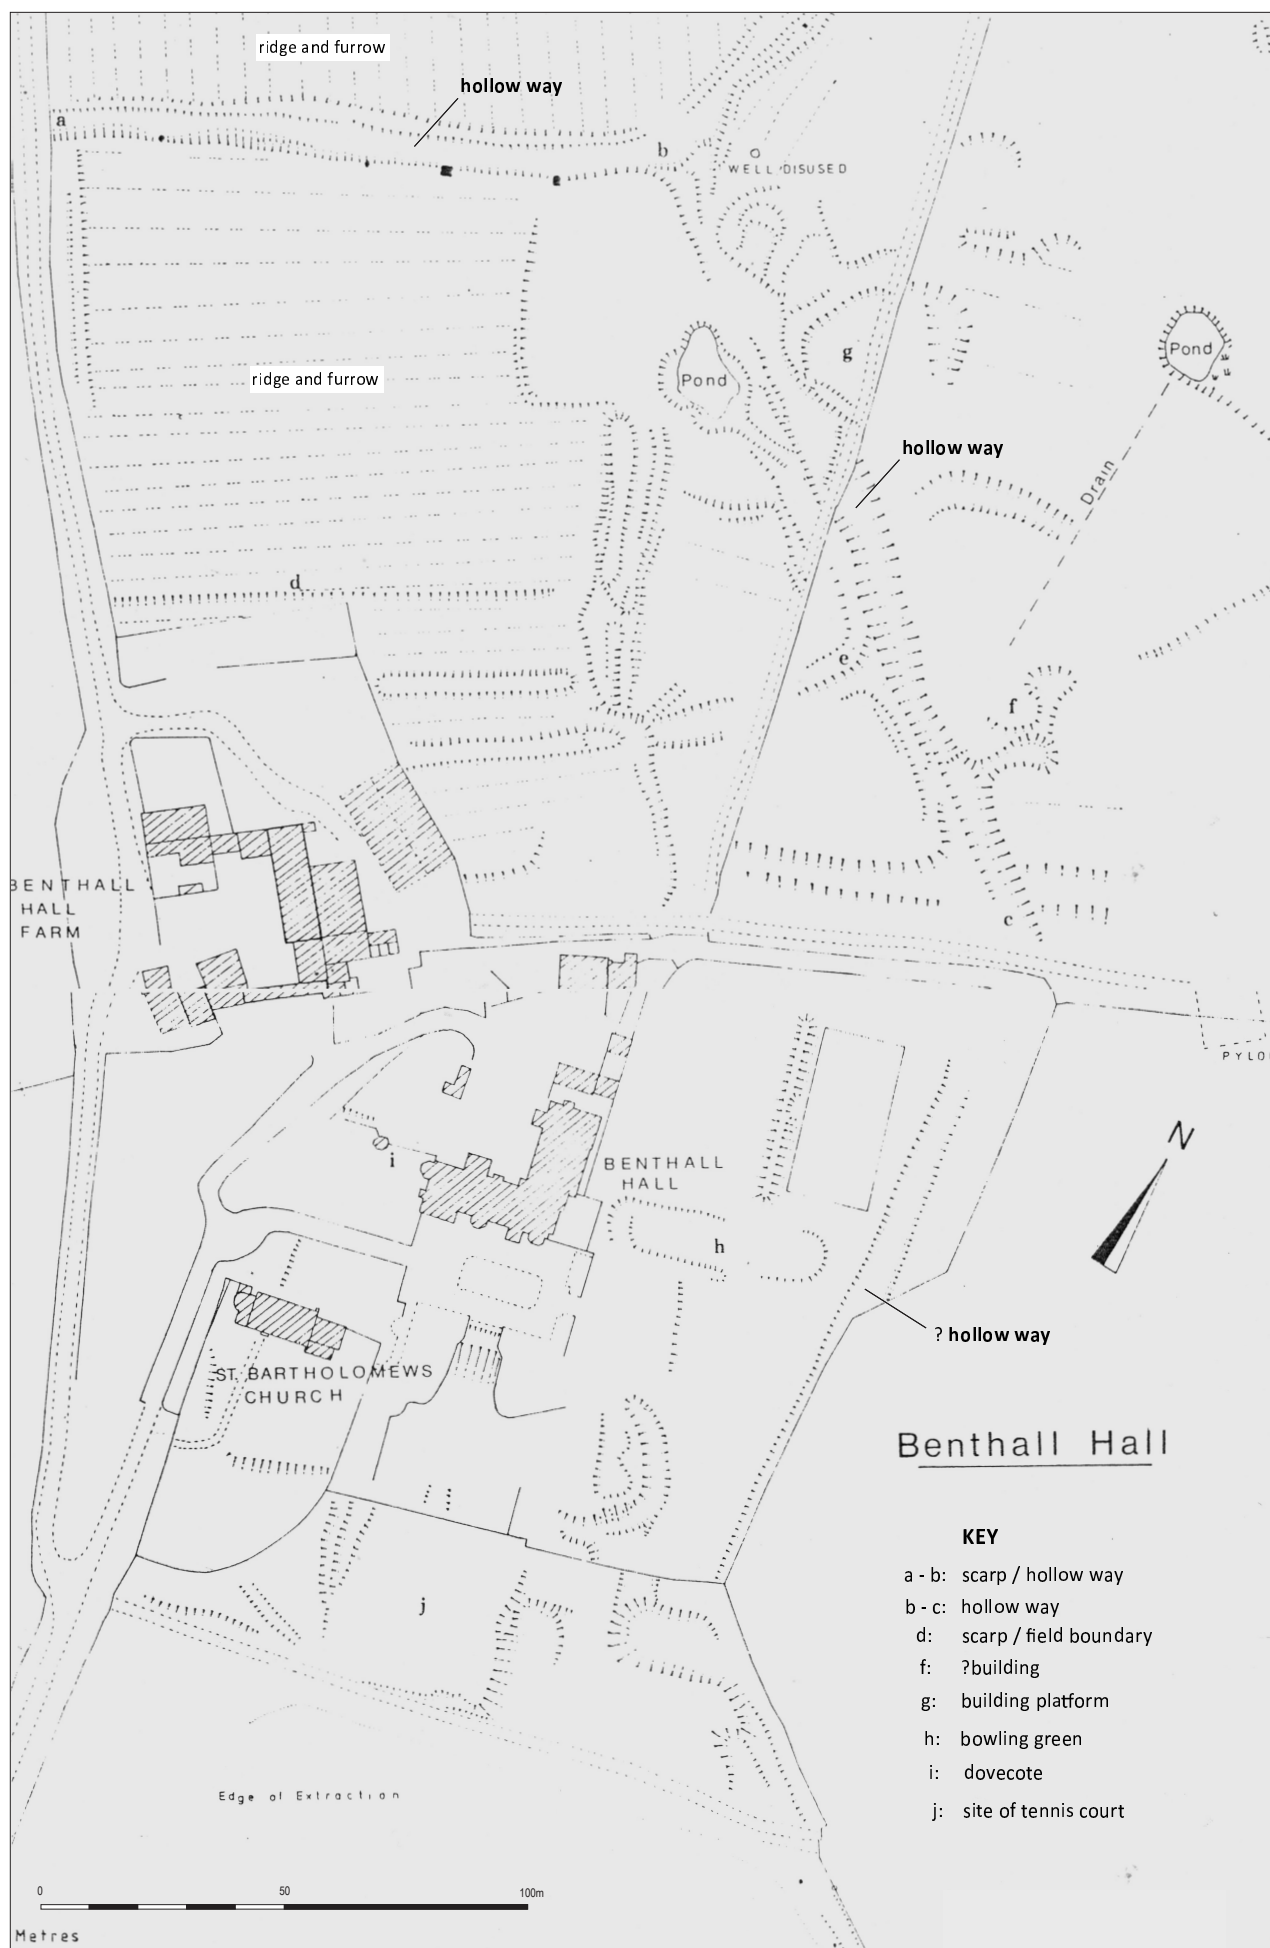 ridge and furrow
hollow way
a
b
WELL DISUSED
g
Pond
Pond
ridge and furrow
hollow way
Drain
d
e
f
BENTHALL
HALL
FARM
c
PYLO
N
i
BENTHALL
HALL
h
? hollow way
ST. BARTHOLOMEWS
CHURCH
Benthall Hall
KEY
a - b: scarp / hollow way
b - c: hollow way
d: scarp / field boundary
f: ?building
g: building platform
h: bowling green
i: dovecote
j: site of tennis court
j
Edge of Extraction
0 50 100m
Metres